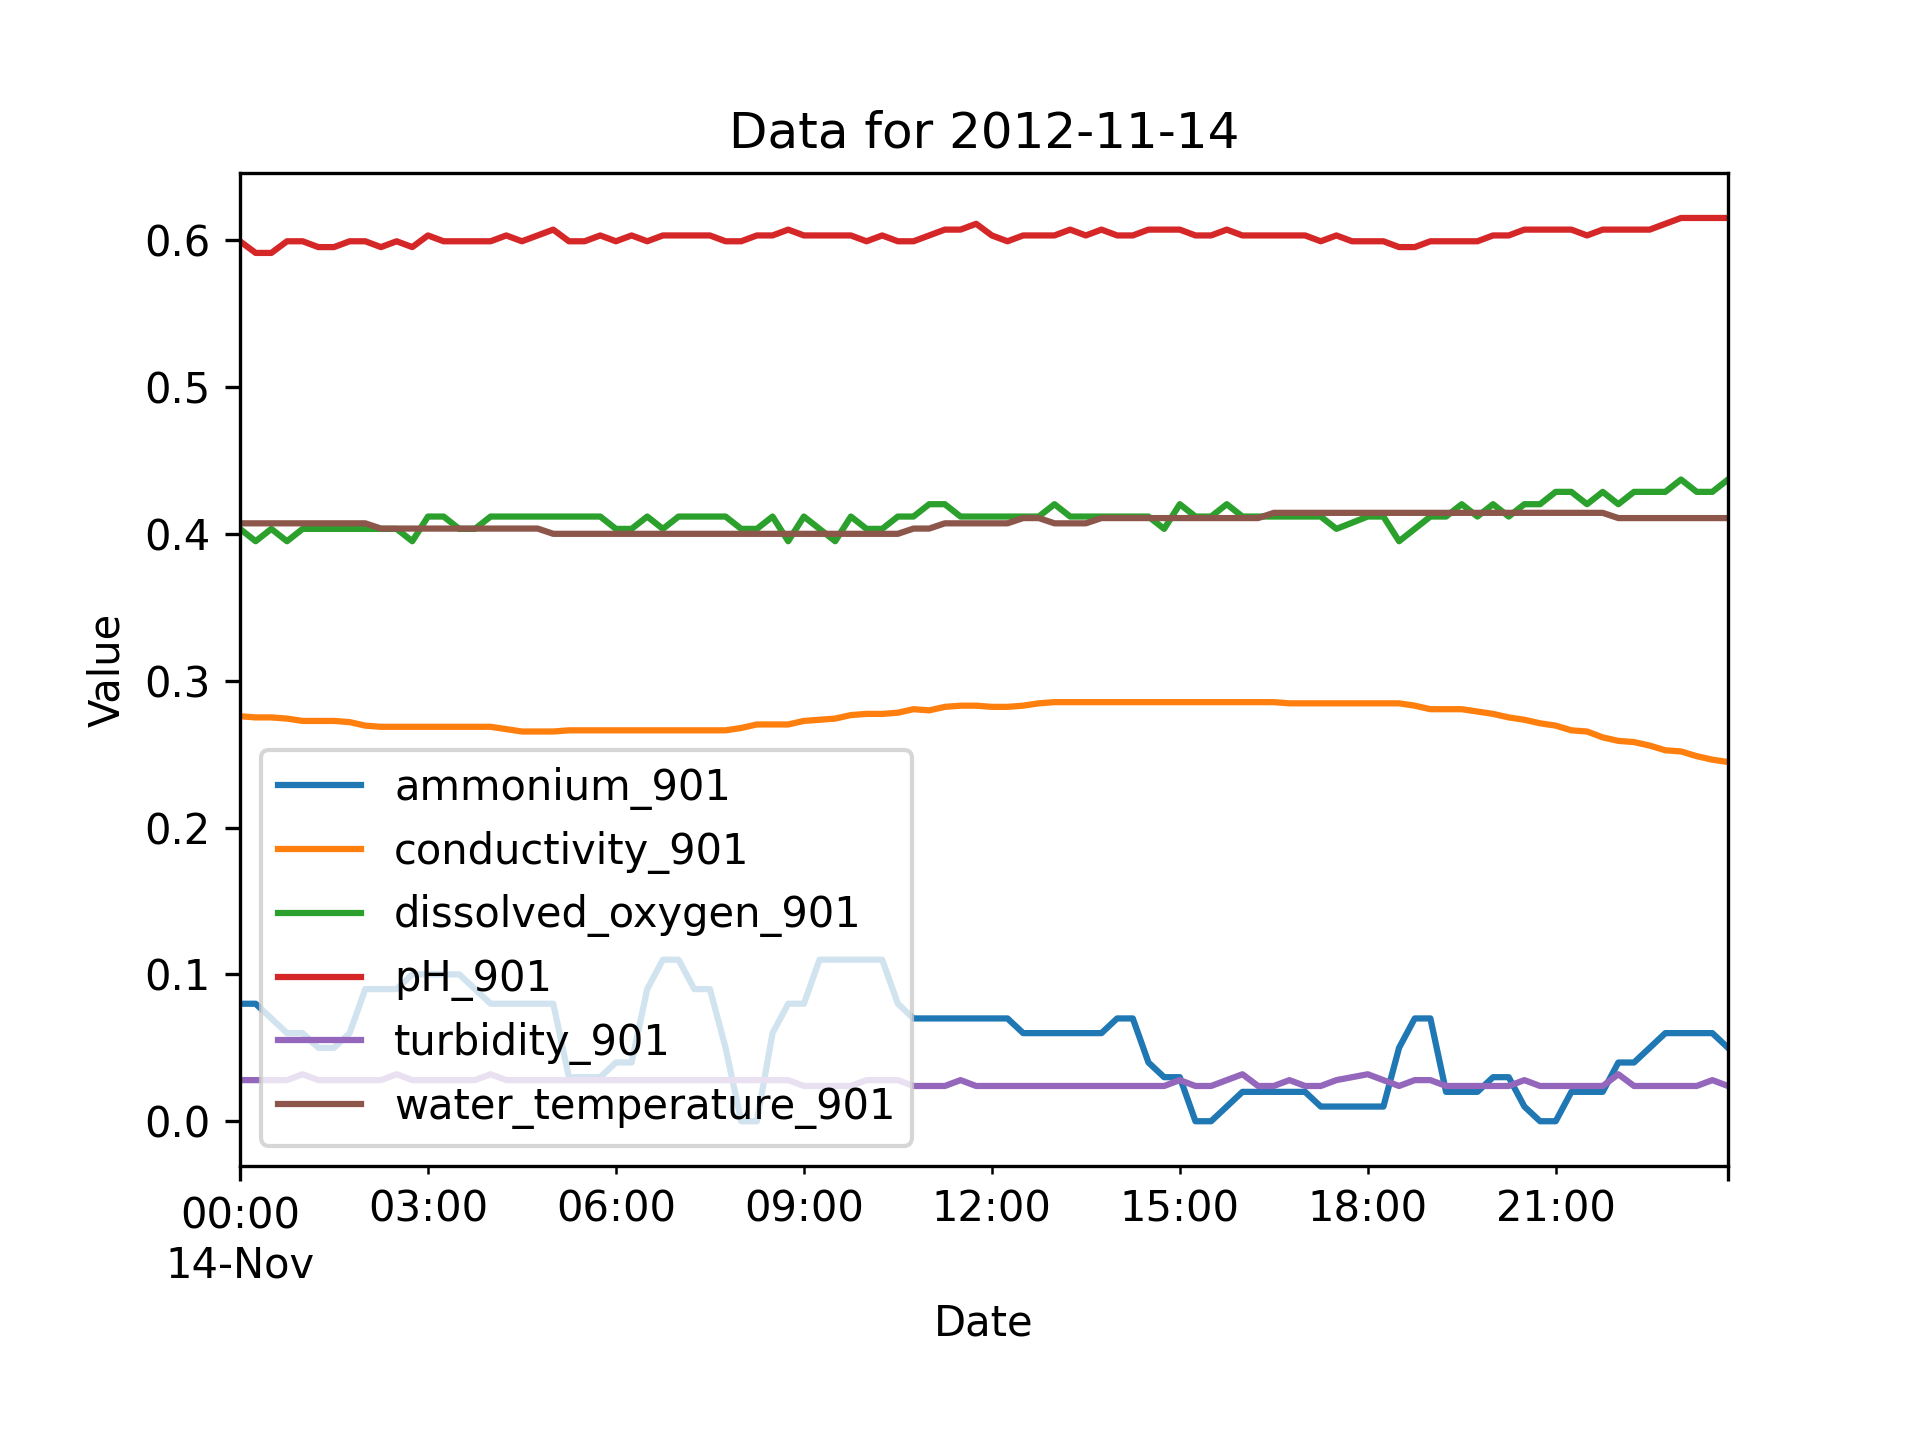 Data for 2012-11-14
0.6
0.5
0.4
0.3
0.2
0.1
0.0
Value
ammonium_901
conductivity_901
dissolved_oxygen_901
pH_901
turbidity_901
water_temperature_901
00:00 03:00 06:00 09:00 12:00 15:00 18:00 21:00
14-Nov
Date